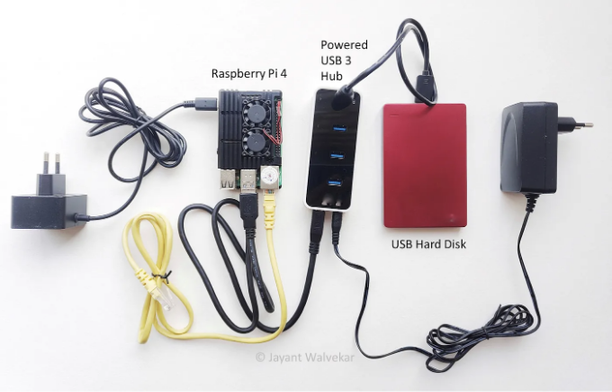 Powered
USB 3
Hub
Raspberry Pi 4
USB Hard Disk
© Jayant Walvekar